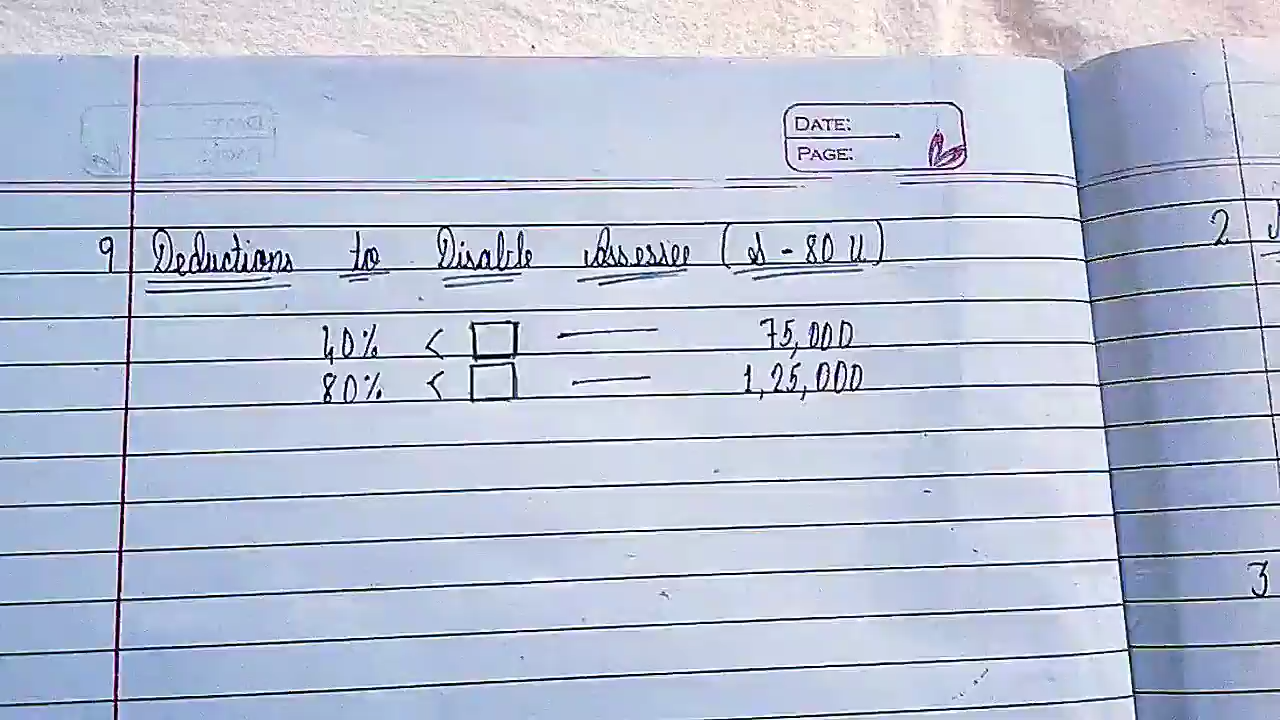 DATE:
PAGE:
9 Deductions to Disable Assessee (S - 80 U)
40% < □ — 75,000
80% < □ — 1,25,000
2
3